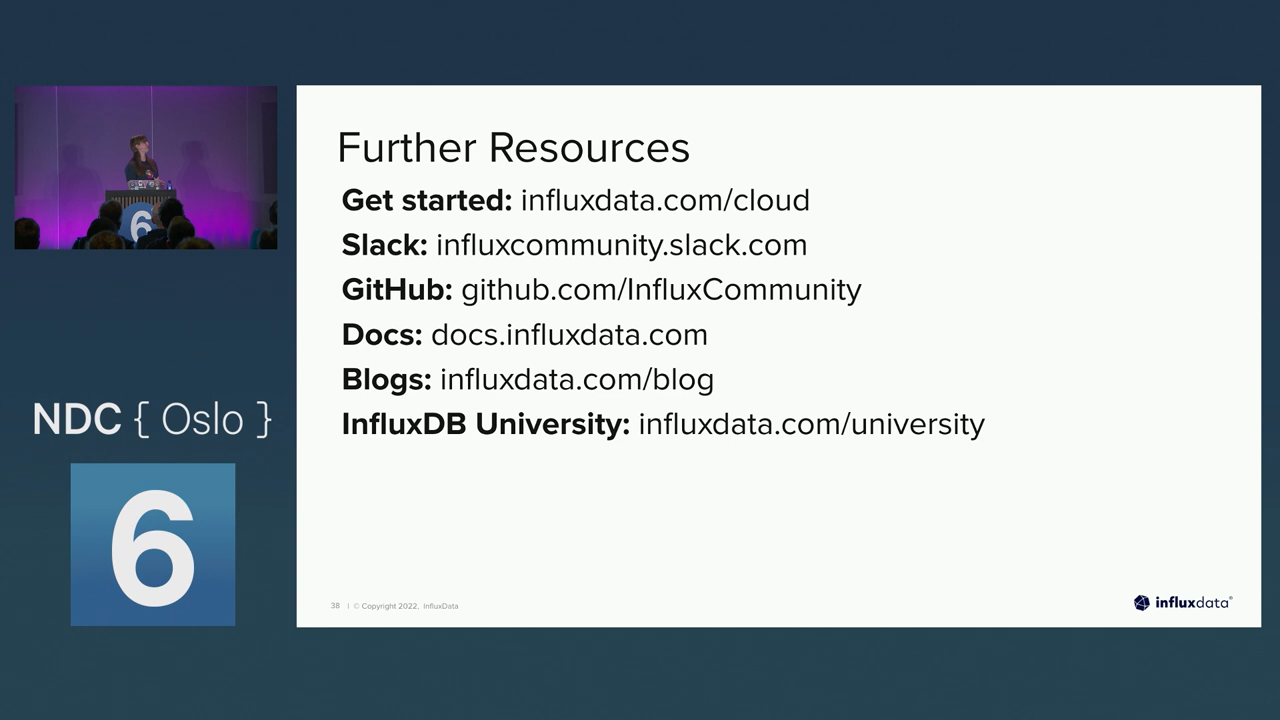 6
NDC { Oslo }
6
Further Resources
Get started: influxdata.com/cloud
Slack: influxcommunity.slack.com
GitHub: github.com/InfluxCommunity
Docs: docs.influxdata.com
Blogs: influxdata.com/blog
InfluxDB University: influxdata.com/university
38 | © Copyright 2022, InfluxData
influxdata®